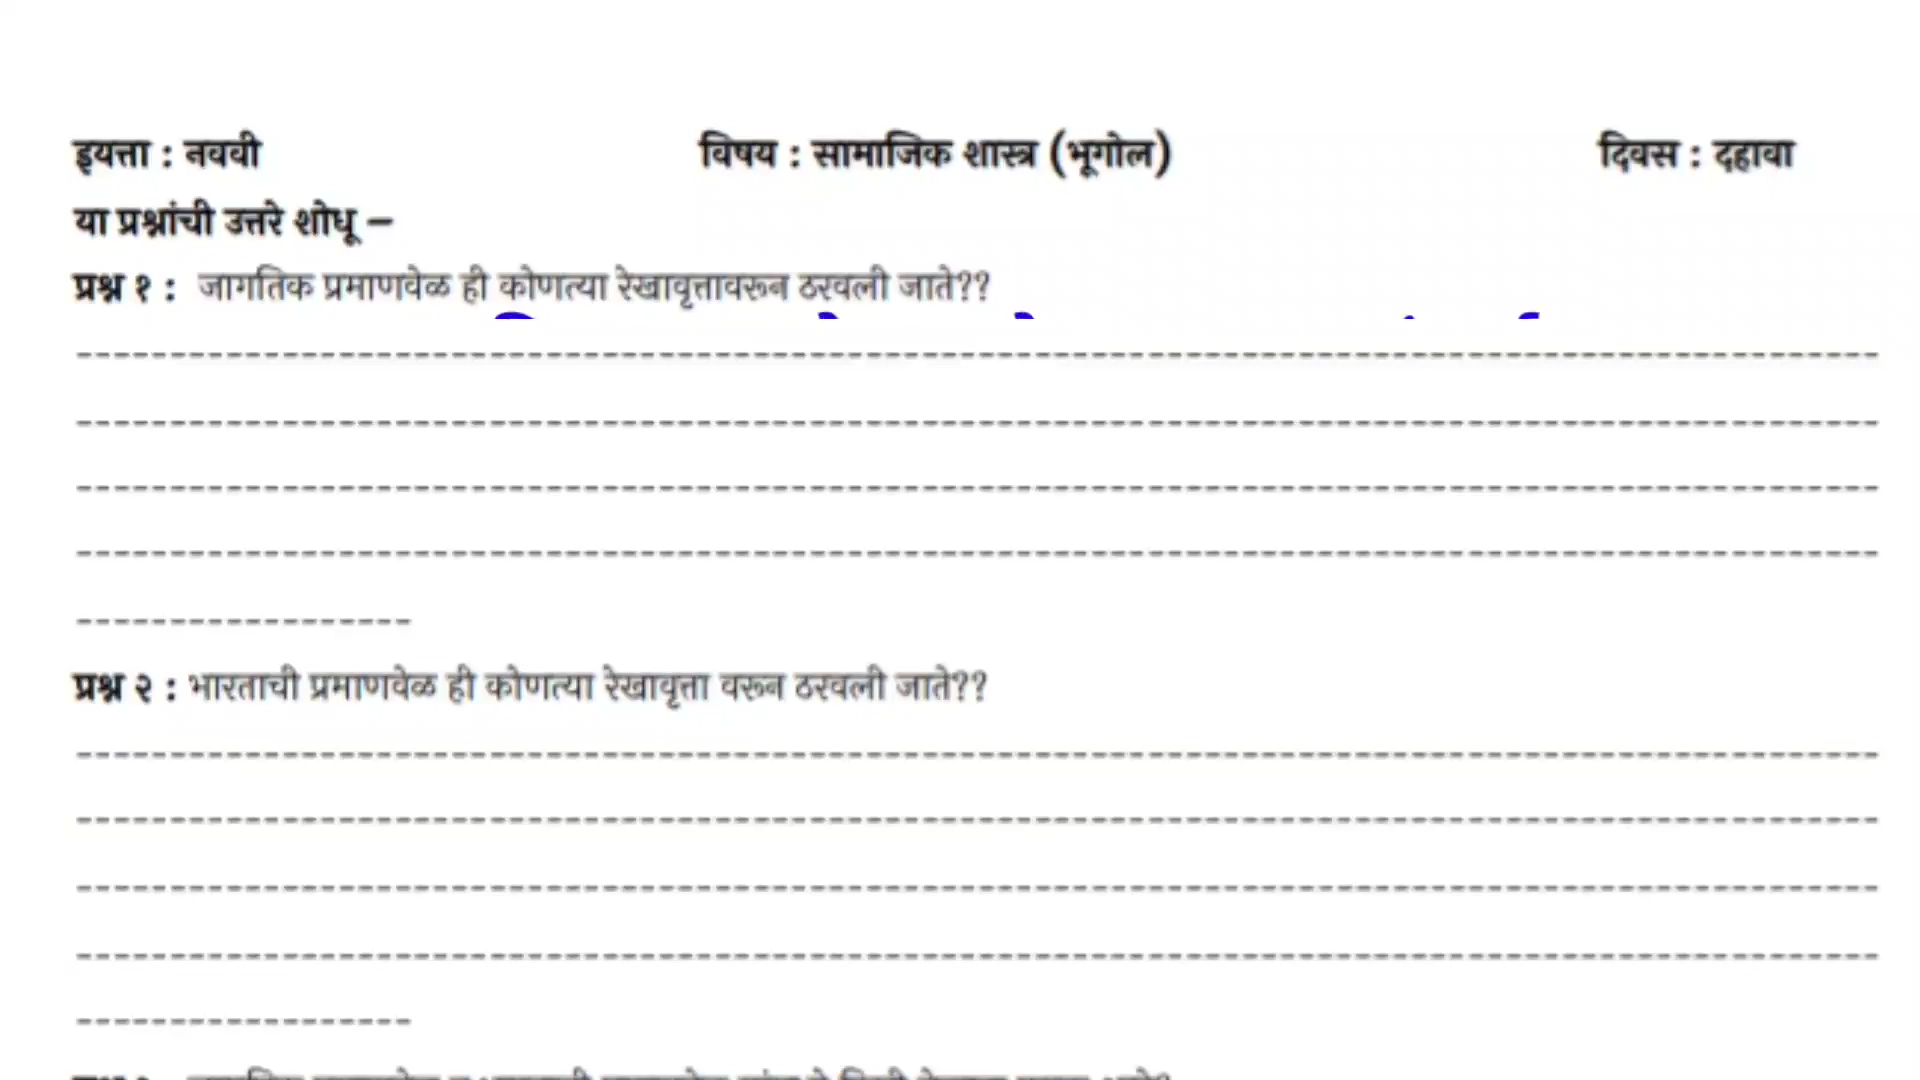 इयत्ता : नववी विषय : सामाजिक शास्त्र (भूगोल) दिवस : दहावा
या प्रश्नांची उत्तरे शोधू –
प्रश्न १ : जागतिक प्रमाणवेळ ही कोणत्या रेखावृत्तावरून ठरवली जाते??
प्रश्न २ : भारताची प्रमाणवेळ ही कोणत्या रेखावृत्ता वरून ठरवली जाते??